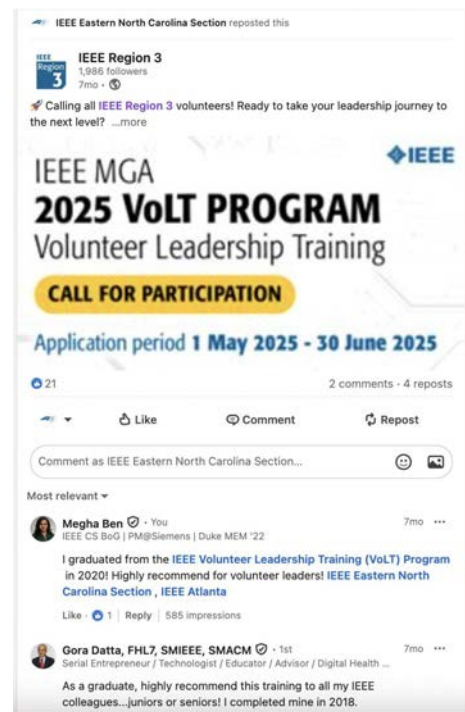 IEEE Eastern North Carolina Section reposted this
IEEE
Region
3
IEEE Region 3
1,986 followers
7mo •
🚀 Calling all IEEE Region 3 volunteers! Ready to take your leadership journey to
the next level? ...more
IEEE
IEEE MGA
2025 VoLT PROGRAM
Volunteer Leadership Training
CALL FOR PARTICIPATION
Application period 1 May 2025 - 30 June 2025
21
2 comments · 4 reposts
Like Comment Repost
Comment as IEEE Eastern North Carolina Section...
Most relevant
Megha Ben · You
7mo •••
IEEE CS BoG | PM@Siemens | Duke MEM '22
I graduated from the IEEE Volunteer Leadership Training (VoLT) Program
in 2020! Highly recommend for volunteer leaders! IEEE Eastern North
Carolina Section , IEEE Atlanta
Like · 1 | Reply | 585 impressions
Gora Datta, FHL7, SMIEEE, SMACM · 1st
7mo •••
Serial Entrepreneur / Technologist / Educator / Advisor / Digital Health ...
As a graduate, highly recommend this training to all my IEEE
colleagues...juniors or seniors! I completed mine in 2018.